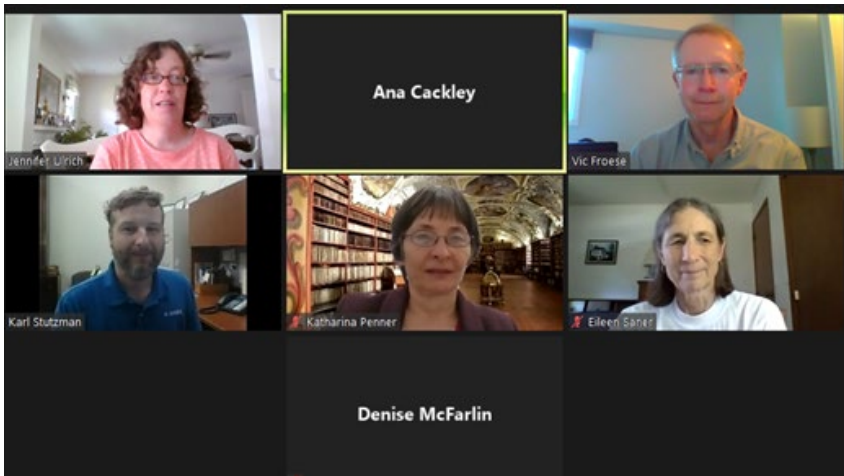 Ana Cackley
Jennifer Ulrich
Vic Froese
Karl Stutzman
Katharina Penner
Eileen Saner
Denise McFarlin